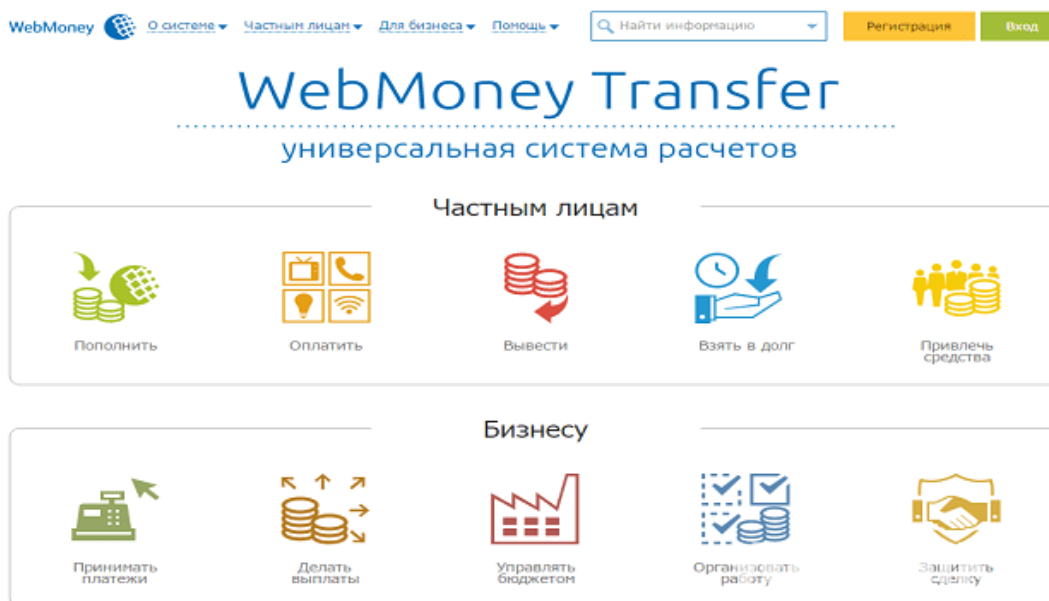 WebMoney О системе Частным лицам Для бизнеса Помощь Найти информацию Регистрация Вход
WebMoney Transfer
универсальная система расчетов
Частным лицам
Пополнить Оплатить Вывести Взять в долг Привлечь
средства
Бизнесу
Принимать
платежи
Делать
выплаты
Управлять
бюджетом
Организовать
работу
Защитить
сделку